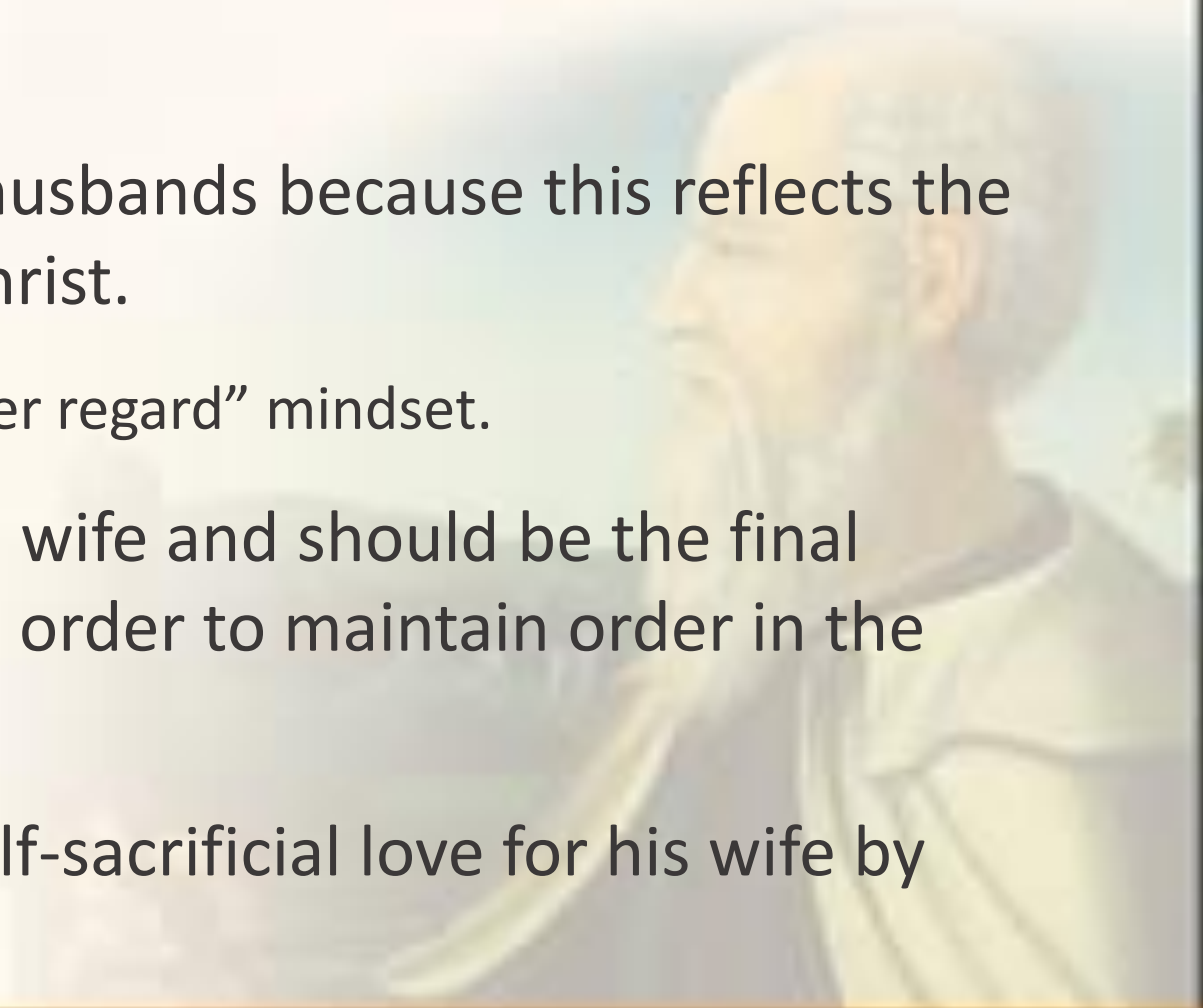 usbands because this reflects the
hrist.
er regard” mindset.
wife and should be the final
order to maintain order in the
lf-sacrificial love for his wife by